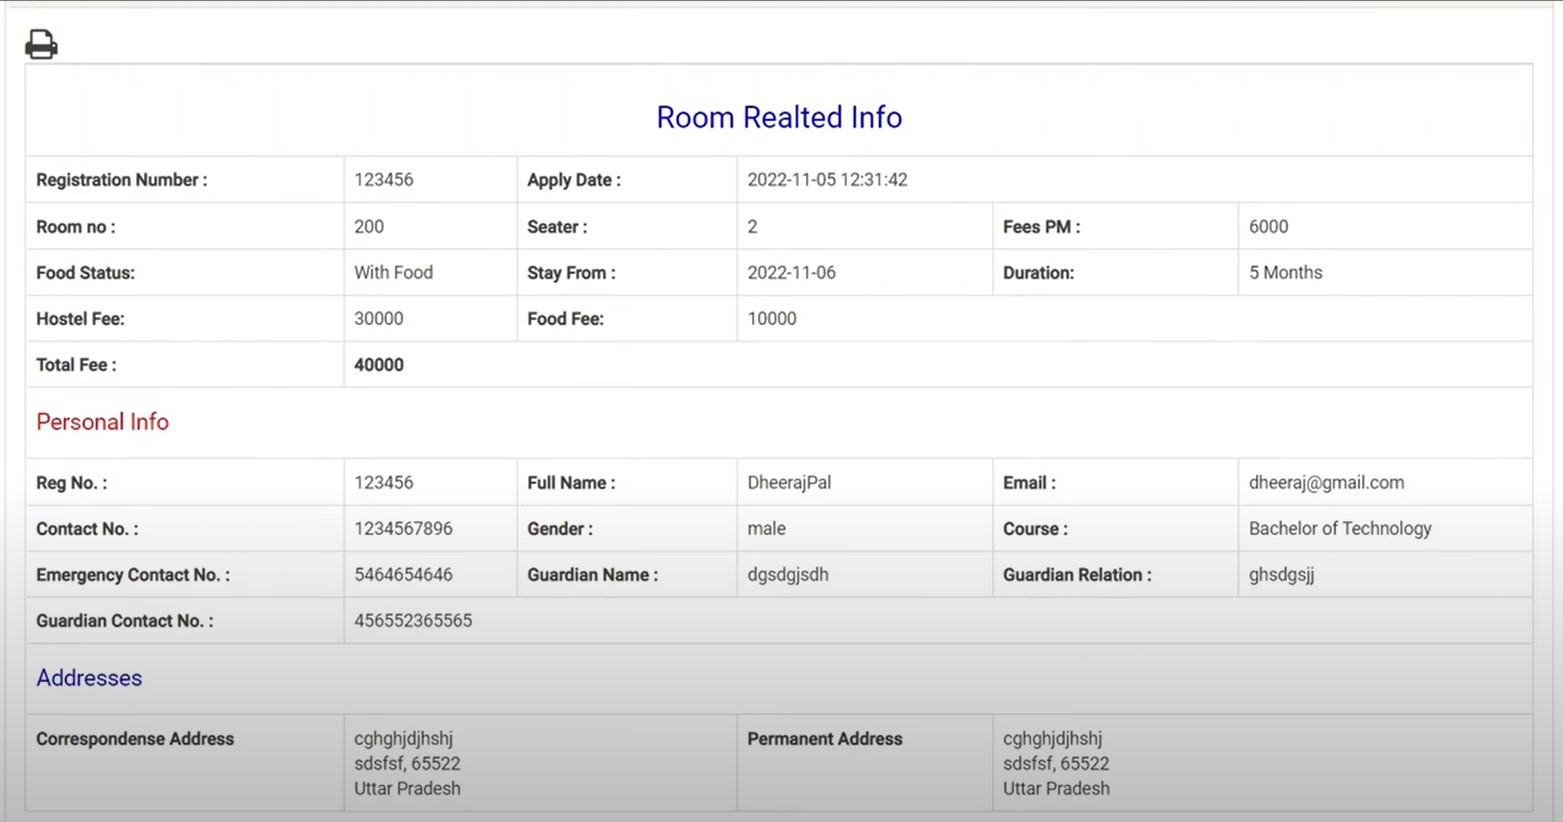 Room Realted Info
Registration Number : 123456 Apply Date : 2022-11-05 12:31:42
Room no : 200 Seater : 2 Fees PM : 6000
Food Status: With Food Stay From : 2022-11-06 Duration: 5 Months
Hostel Fee: 30000 Food Fee: 10000
Total Fee : 40000
Personal Info
Reg No. : 123456 Full Name : DheerajPal Email : dheeraj@gmail.com
Contact No. : 1234567896 Gender : male Course : Bachelor of Technology
Emergency Contact No. : 5464654646 Guardian Name : dgsdgjsdh Guardian Relation : ghsdgsjj
Guardian Contact No. : 456552365565
Addresses
Correspondense Address cghghjdjhshj Permanent Address cghghjdjhshj
sdsfsf, 65522 sdsfsf, 65522
Uttar Pradesh Uttar Pradesh